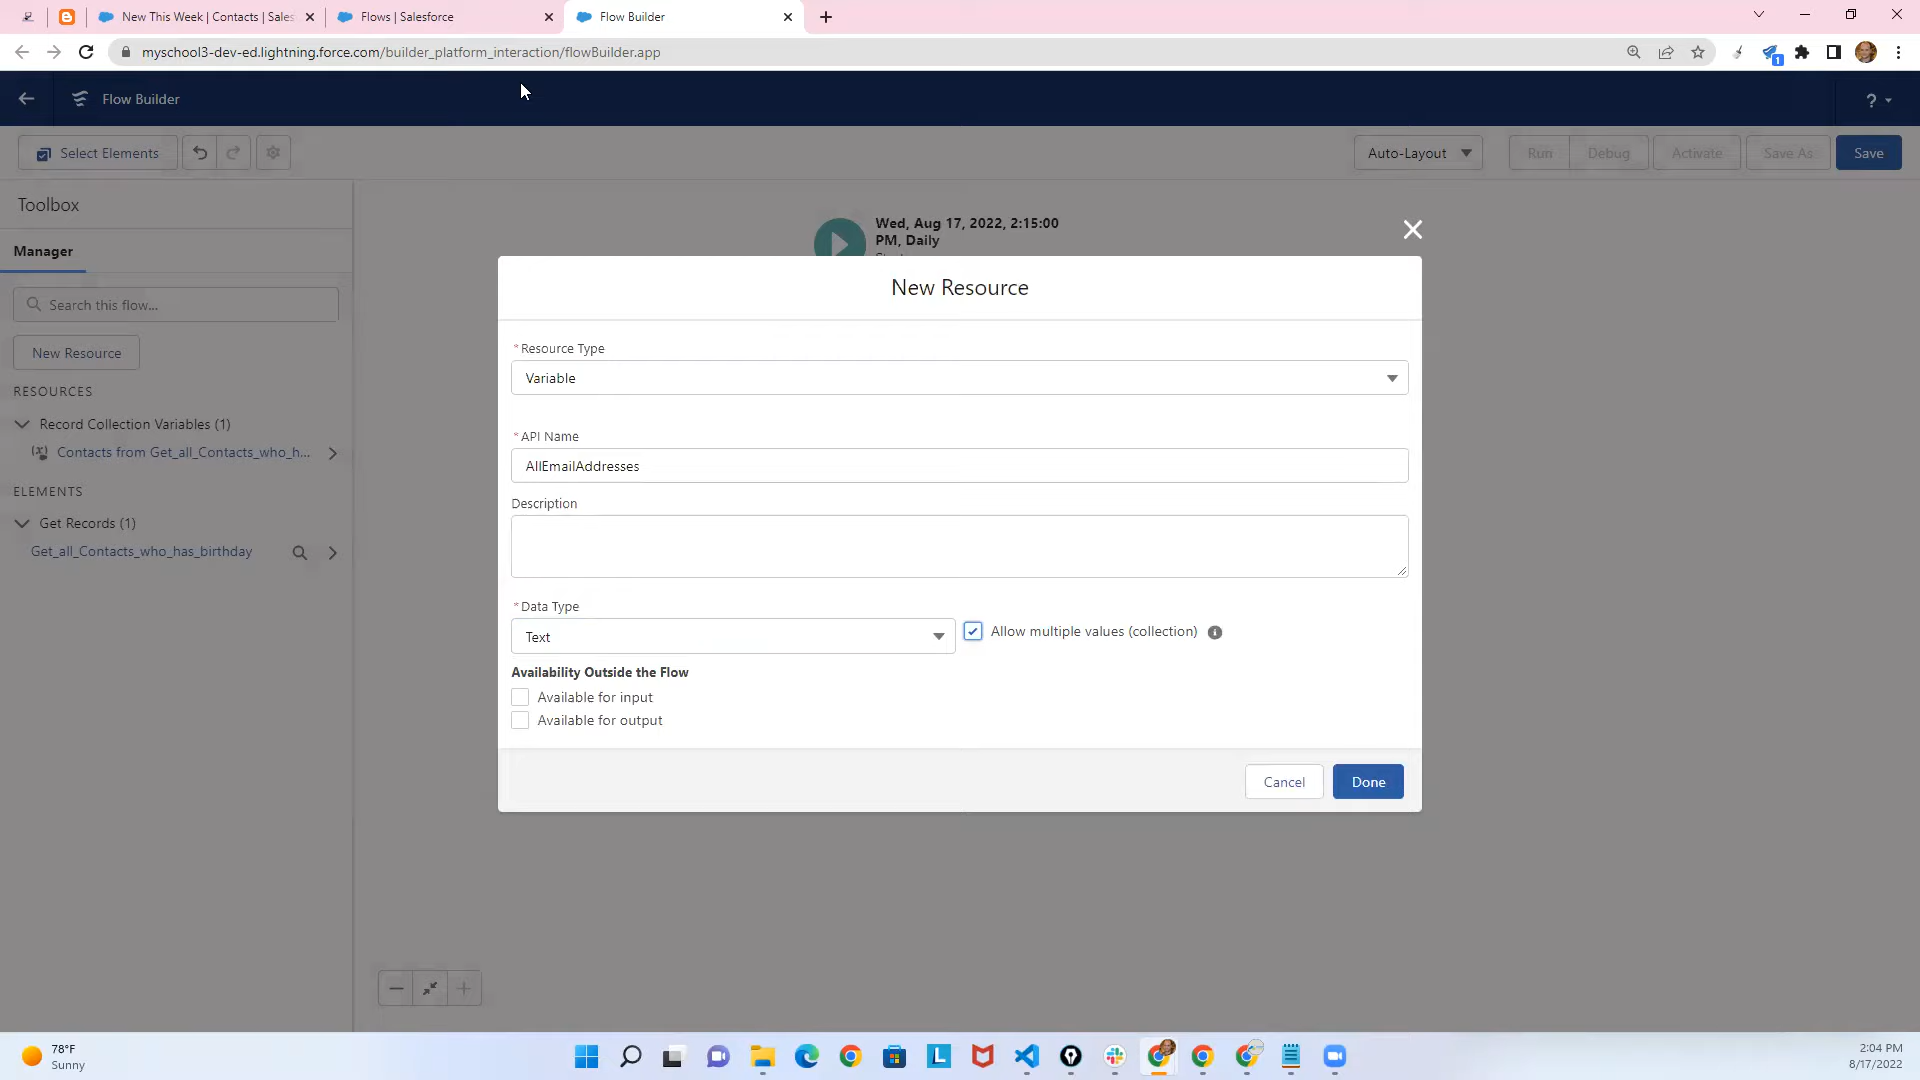 New This Week | Contacts | Sales
Flows | Salesforce
Flow Builder
myschool3-dev-ed.lightning.force.com/builder_platform_interaction/flowBuilder.app
1
Flow Builder
?
Select Elements
Auto-Layout
Run
Debug
Activate
Save As
Save
Toolbox
Manager
Search this flow...
New Resource
RESOURCES
Record Collection Variables (1)
Contacts from Get_all_Contacts_who_h...
ELEMENTS
Get Records (1)
Get_all_Contacts_who_has_birthday
Wed, Aug 17, 2022, 2:15:00
PM, Daily
New Resource
*Resource Type
Variable
*API Name
AllEmailAddresses
Description
*Data Type
Text
Allow multiple values (collection)
Availability Outside the Flow
Available for input
Available for output
Cancel
Done
78°F
Sunny
2:04 PM
8/17/2022